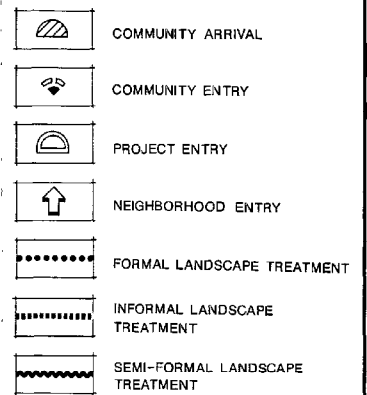 COMMUNITY ARRIVAL
COMMUNITY ENTRY
PROJECT ENTRY
NEIGHBORHOOD ENTRY
FORMAL LANDSCAPE TREATMENT
INFORMAL LANDSCAPE
TREATMENT
SEMI-FORMAL LANDSCAPE
TREATMENT